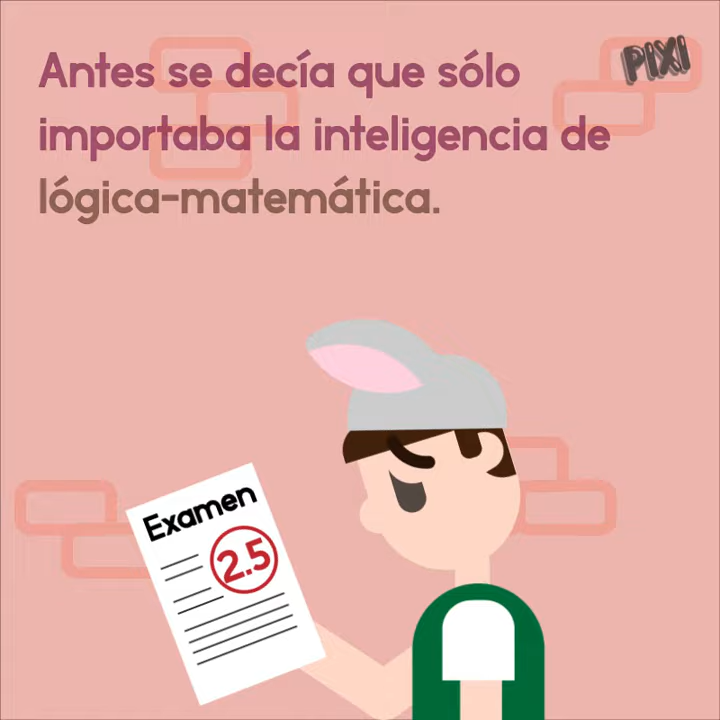 Antes se decía que sólo
importaba la inteligencia de
lógica-matemática.
PIXI
Examen
2.5